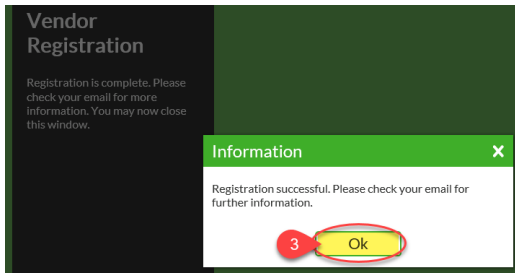 Vendor
Registration
Registration is complete. Please
check your email for more
information. You may now close
this window.
Information
Registration successful. Please check your email for
further information.
3
Ok